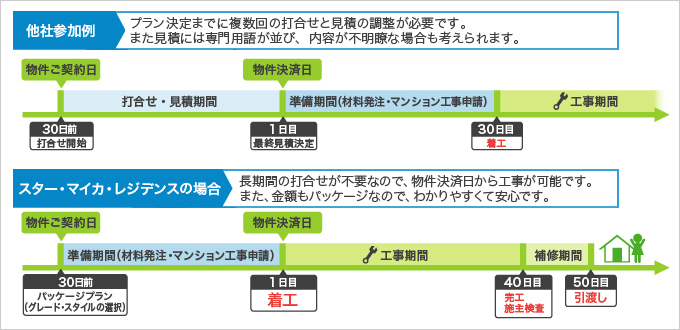 他社参加例
プラン決定までに複数回の打合せと見積の調整が必要です。
また見積には専門用語が並び、内容が不明瞭な場合も考えられます。
物件ご契約日
物件決済日
打合せ・見積期間
準備期間（材料発注・マンション工事申請）
工事期間
30日前
打合せ開始
1日目
最終見積決定
30日目
着工
スター・マイカ・レジデンスの場合
長期間の打合せが不要なので、物件決済日から工事が可能です。
また、金額もパッケージなので、わかりやすくて安心です。
物件ご契約日
物件決済日
準備期間（材料発注・マンション工事申請）
工事期間
補修期間
30日前
パッケージプラン
（グレード・スタイルの選択）
1日目
着工
40日目
完工
施主検査
50日目
引渡し